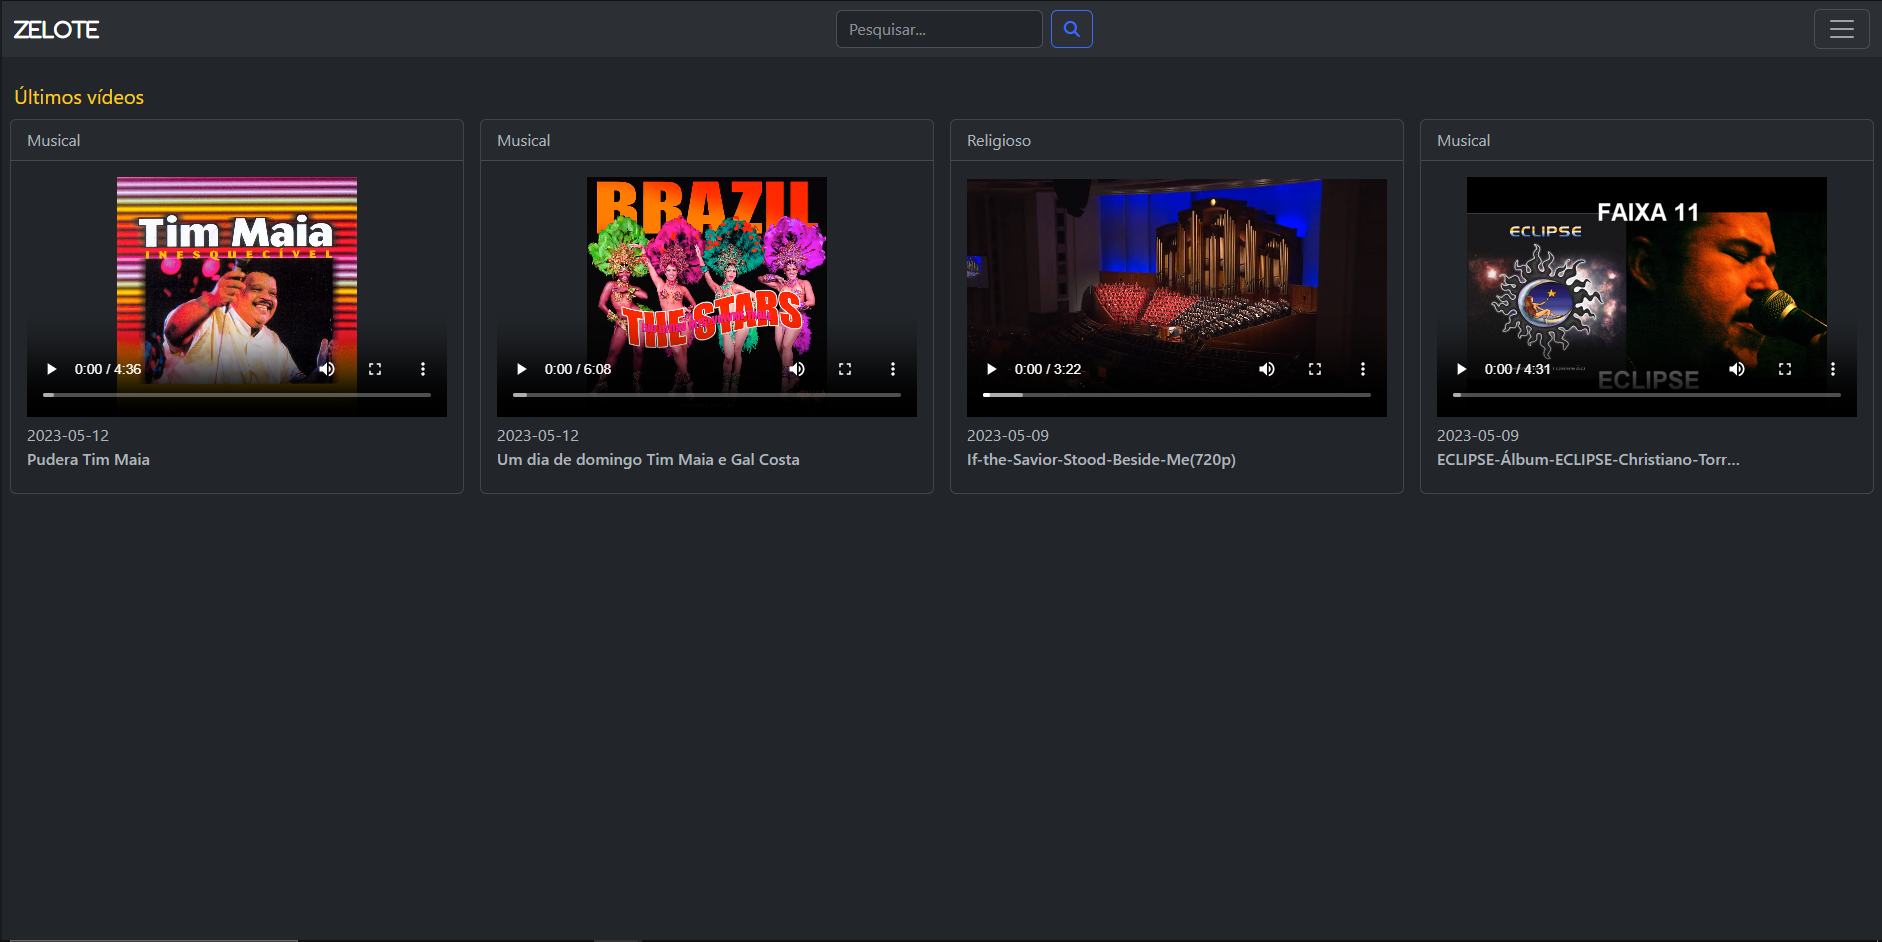 ZELOTE
Pesquisar...
Últimos vídeos
Musical
Tim Maia
INESQUECÍVEL
0:00 / 4:36
2023-05-12
Pudera Tim Maia
Musical
BRAZIL
THE STARS
0:00 / 6:08
2023-05-12
Um dia de domingo Tim Maia e Gal Costa
Religioso
0:00 / 3:22
2023-05-09
If-the-Savior-Stood-Beside-Me(720p)
Musical
FAIXA 11
ECLIPSE
0:00 / 4:31
ECLIPSE
2023-05-09
ECLIPSE-Álbum-ECLIPSE-Christiano-Torr...